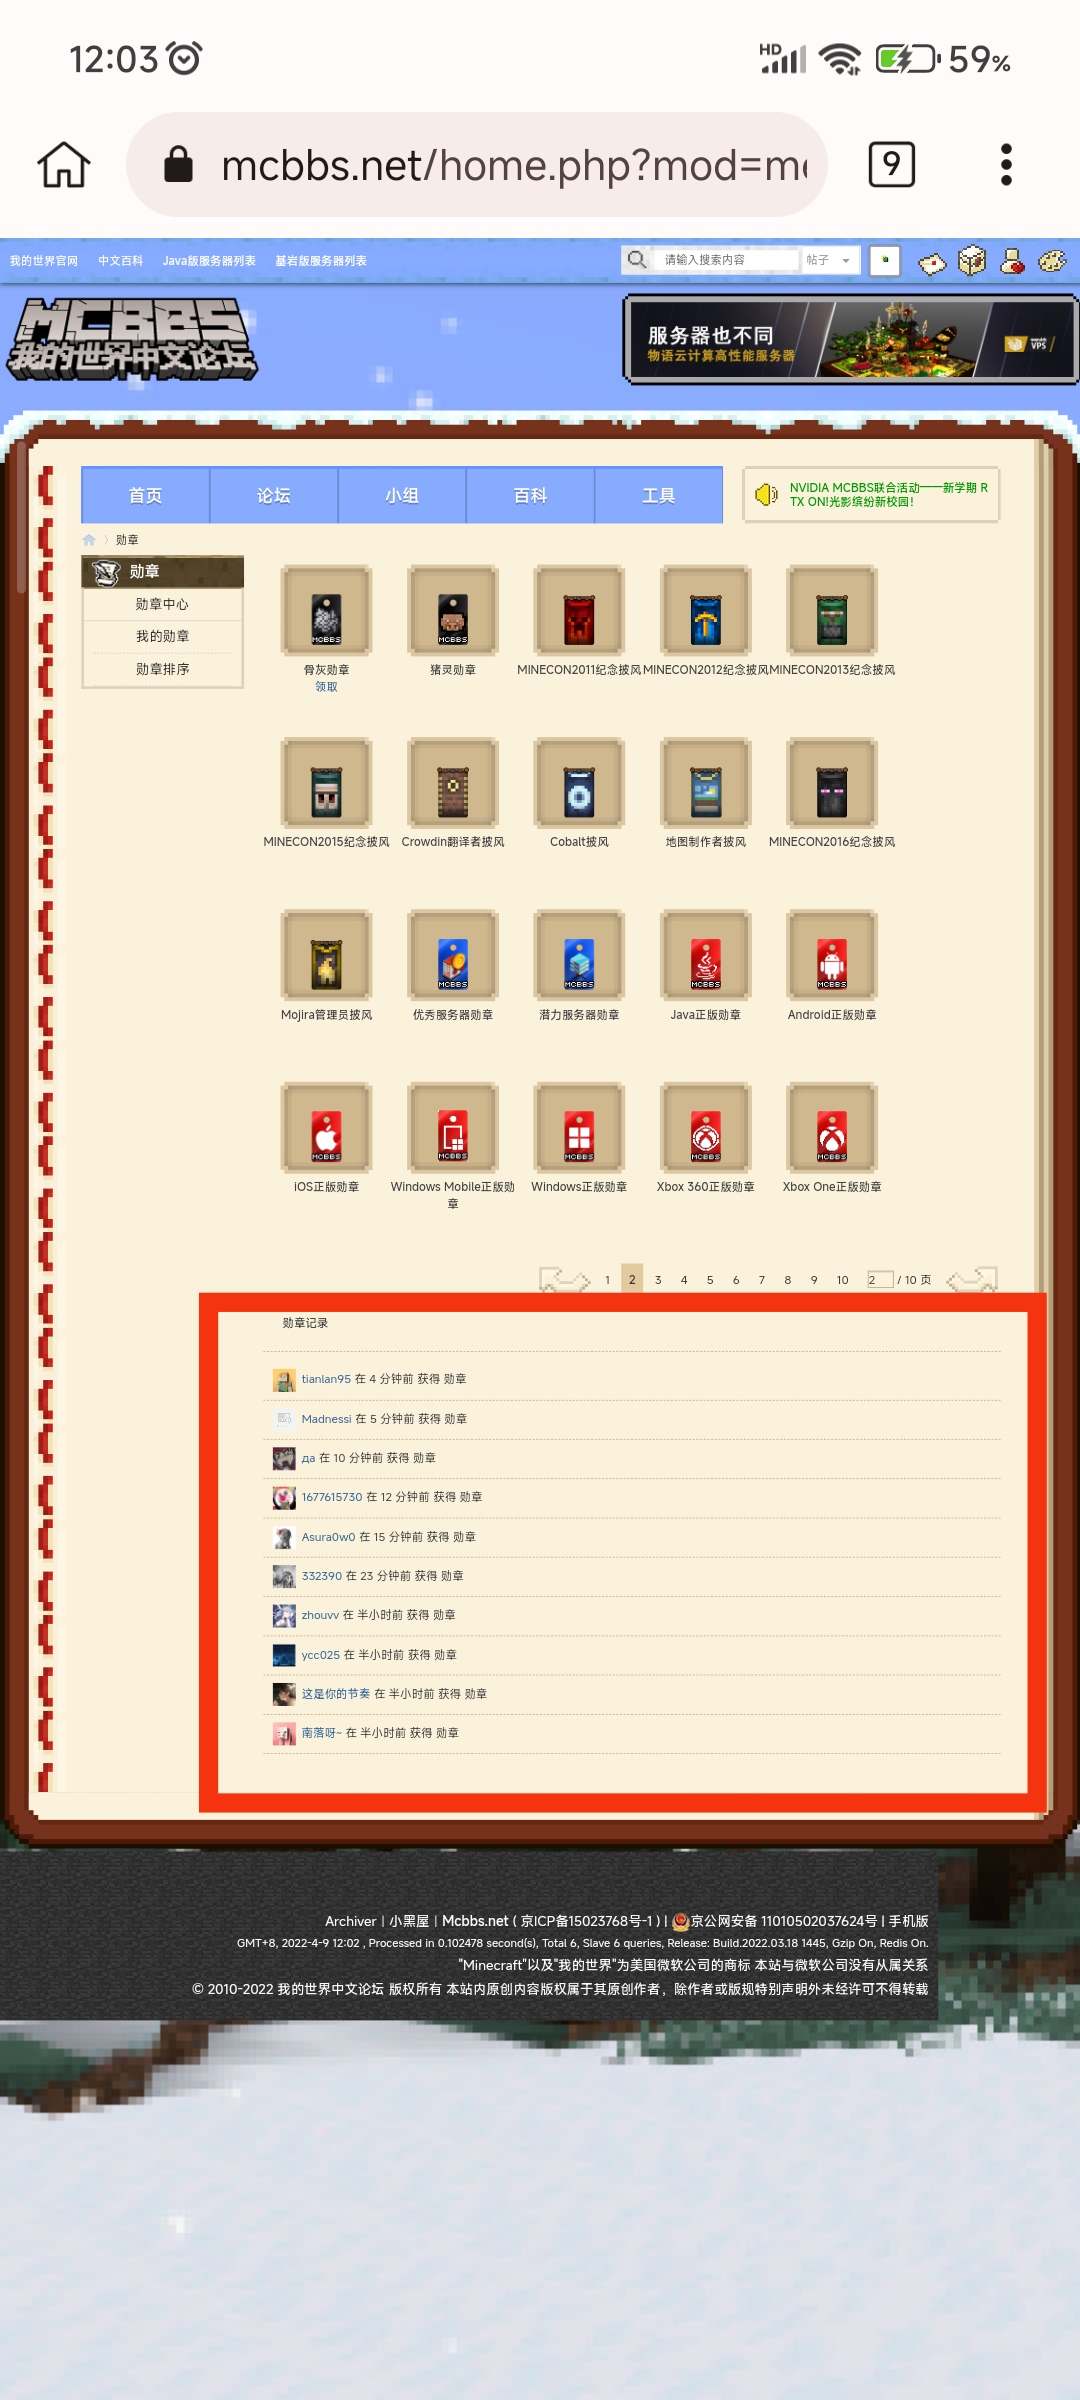 12:03
HD
59%
mcbbs.net/home.php?mod=me
9
我的世界官网 中文百科 Java版服务器列表 基岩版服务器列表
请输入搜索内容 帖子
MCBBS
我的世界中文论坛
服务器也不同
物语云计算高性能服务器
VPS
首页 论坛 小组 百科 工具
NVIDIA MCBBS联合活动——新学期 R
TX ON!光影缤纷新校园!
勋章
勋章
勋章中心
我的勋章
勋章排序
MCBBS MCBBS
骨灰勋章 猪灵勋章 MINECON2011纪念披风 MINECON2012纪念披风 MINECON2013纪念披风
领取
MINECON2015纪念披风 Crowdin翻译者披风 Cobalt披风 地图制作者披风 MINECON2016纪念披风
MCBBS MCBBS MCBBS MCBBS
Mojira管理员披风 优秀服务器勋章 潜力服务器勋章 Java正版勋章 Android正版勋章
MCBBS MCBBS MCBBS MCBBS MCBBS
iOS正版勋章 Windows Mobile正版勋 Windows正版勋章 Xbox 360正版勋章 Xbox One正版勋章
章
1 2 3 4 5 6 7 8 9 10 2 / 10 页
勋章记录
tianlan95 在 4 分钟前 获得 勋章
Madnessi 在 5 分钟前 获得 勋章
да 在 10 分钟前 获得 勋章
1677615730 在 12 分钟前 获得 勋章
Asura0w0 在 15 分钟前 获得 勋章
332390 在 23 分钟前 获得 勋章
zhouvv 在 半小时前 获得 勋章
ycc025 在 半小时前 获得 勋章
这是你的节奏 在 半小时前 获得 勋章
南落呀~ 在 半小时前 获得 勋章
Archiver | 小黑屋 | Mcbbs.net ( 京ICP备15023768号-1 ) | 京公网安备 11010502037624号 | 手机版
GMT+8, 2022-4-9 12:02 , Processed in 0.102478 second(s), Total 6, Slave 6 queries, Release: Build.2022.03.18 1445, Gzip On, Redis On.
"Minecraft"以及"我的世界"为美国微软公司的商标 本站与微软公司没有从属关系
© 2010-2022 我的世界中文论坛 版权所有 本站内原创内容版权属于其原创作者，除作者或版规特别声明外未经许可不得转载